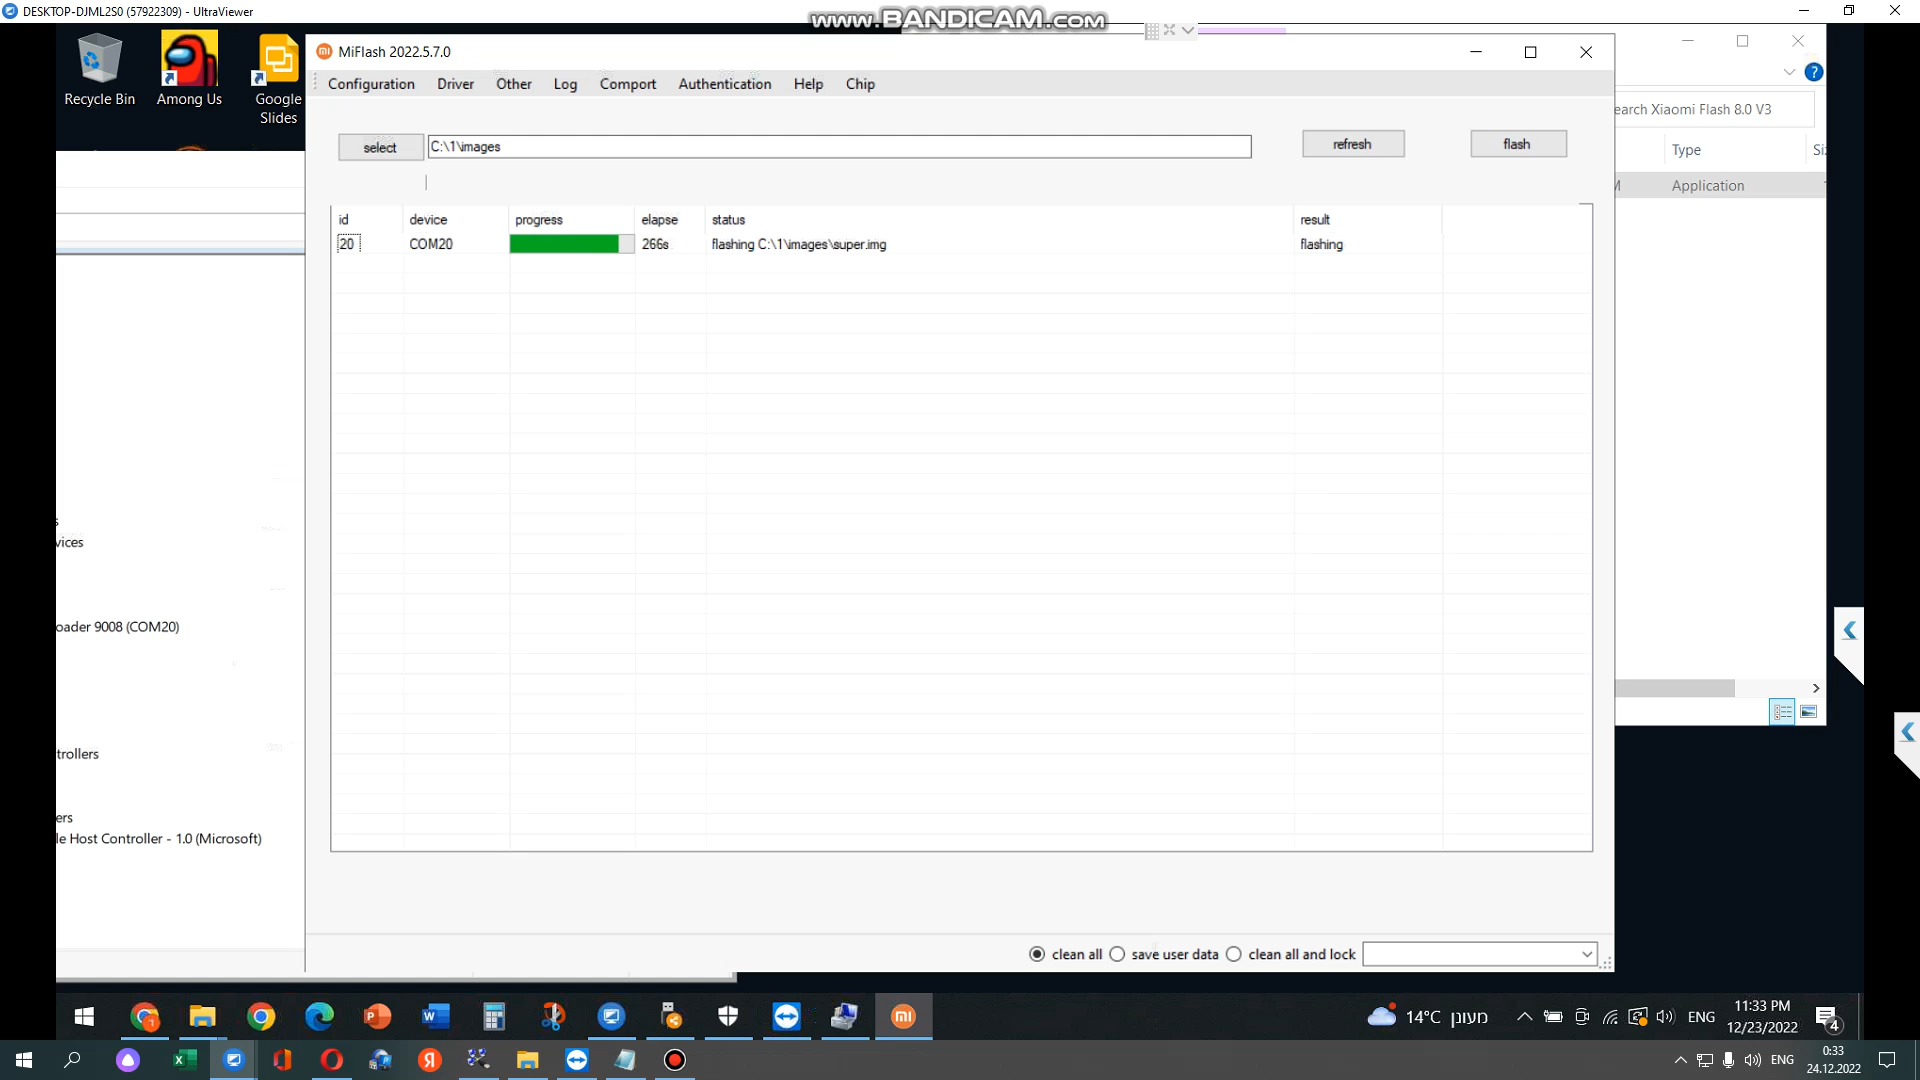 DESKTOP-DJML2S0 (57922309) - UltraViewer
www.BANDICAM.com
Recycle Bin
Among Us
Google Slides
MiFlash 2022.5.7.0
Configuration Driver Other Log Comport Authentication Help Chip
select C:\1\images refresh flash
id device progress elapse status result
20 COM20 266s flashing C:\1\images\super.img flashing
earch Xiaomi Flash 8.0 V3
Type
Application
vices
oader 9008 (COM20)
trollers
ers
le Host Controller - 1.0 (Microsoft)
clean all save user data clean all and lock
14°C מעונן ENG 11:33 PM
12/23/2022 4
ENG 0:33
24.12.2022